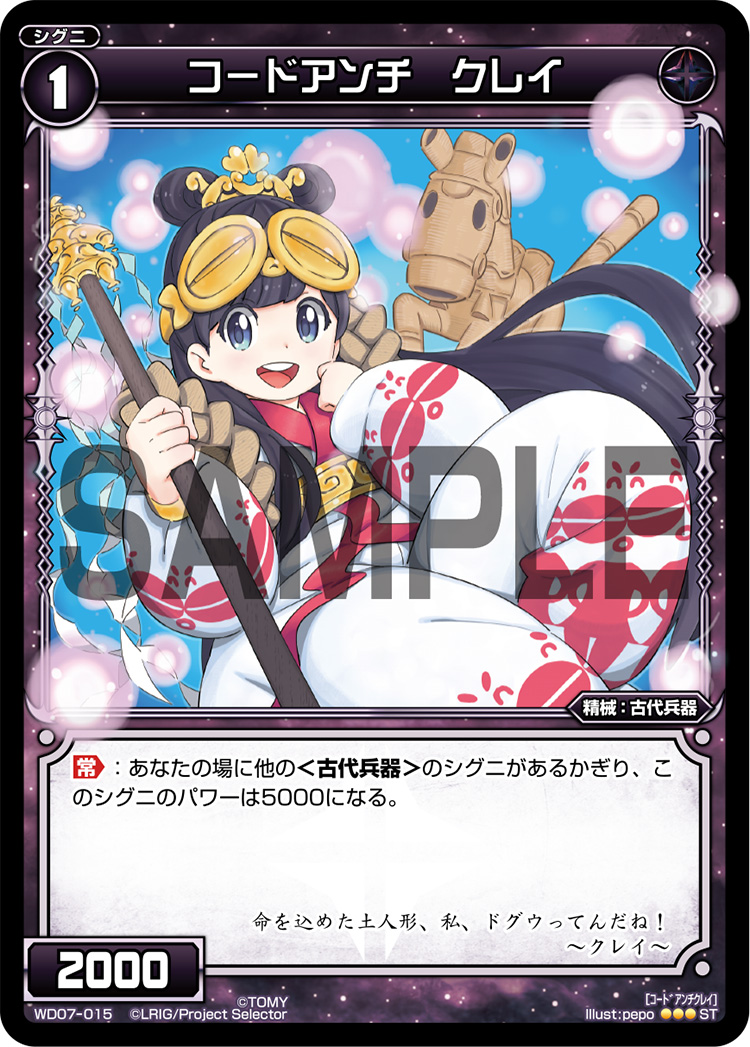 シグニ
1
コードアンチ　クレイ
SAMPLE
精械：古代兵器
常：あなたの場に他の＜古代兵器＞のシグニがあるかぎり、こ
のシグニのパワーは5000になる。
命を込めた土人形、私、ドグウってんだね！
～クレイ～
2000
WD07-015 ©LRIG/Project Selector
©TOMY
[コードアンチクレイ]
illust:pepo ST